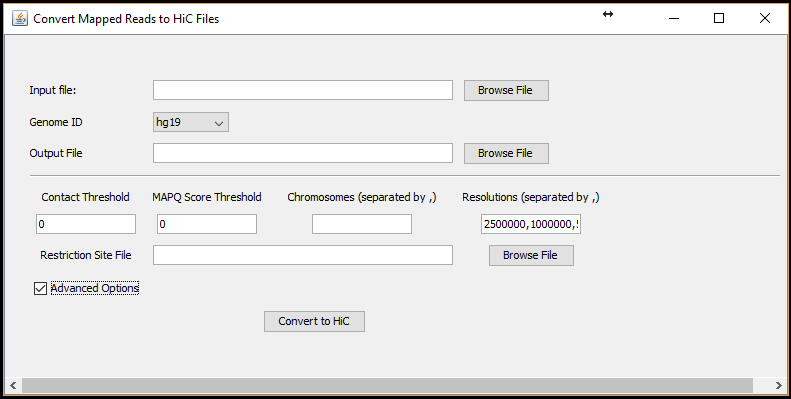 Convert Mapped Reads to HiC Files
Input file: Browse File
Genome ID hg19
Output File Browse File
Contact Threshold MAPQ Score Threshold Chromosomes (separated by ,) Resolutions (separated by ,)
0 0 2500000,1000000,
Restriction Site File Browse File
Advanced Options
Convert to HiC